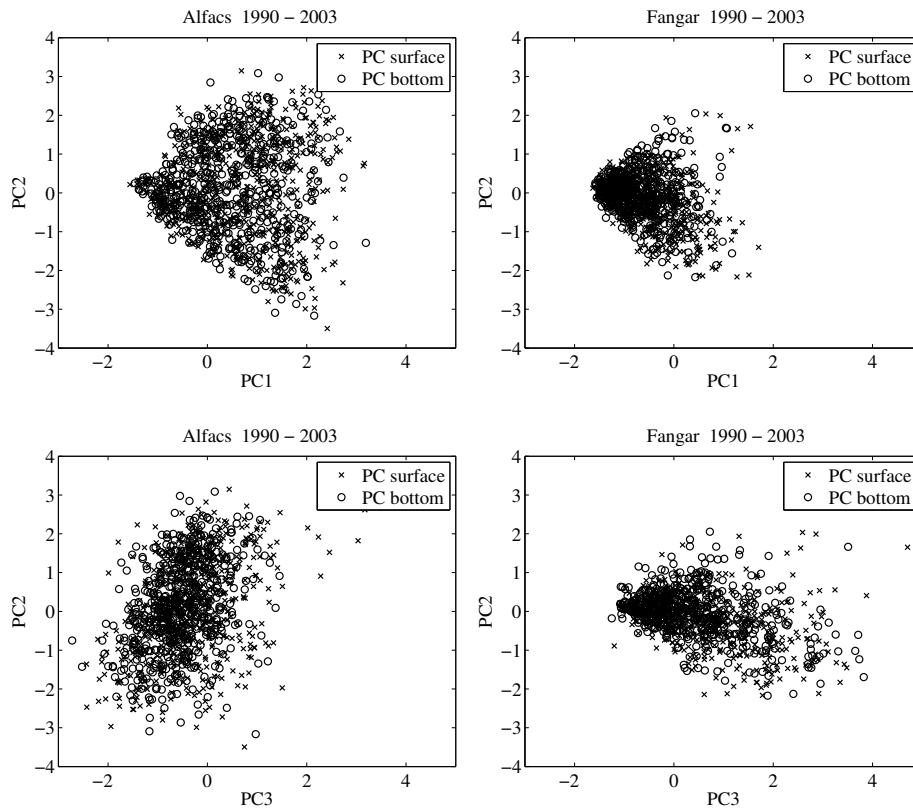 Alfacs 1990 – 2003
Fangar 1990 – 2003
4
3
2
1
0
−1
−2
−3
−4
PC2
× PC surface
○ PC bottom
−2 0 2 4
PC1
4
3
2
1
0
−1
−2
−3
−4
PC2
× PC surface
○ PC bottom
−2 0 2 4
PC1
Alfacs 1990 – 2003
Fangar 1990 – 2003
4
3
2
1
0
−1
−2
−3
−4
PC2
× PC surface
○ PC bottom
−2 0 2 4
PC3
4
3
2
1
0
−1
−2
−3
−4
PC2
× PC surface
○ PC bottom
−2 0 2 4
PC3